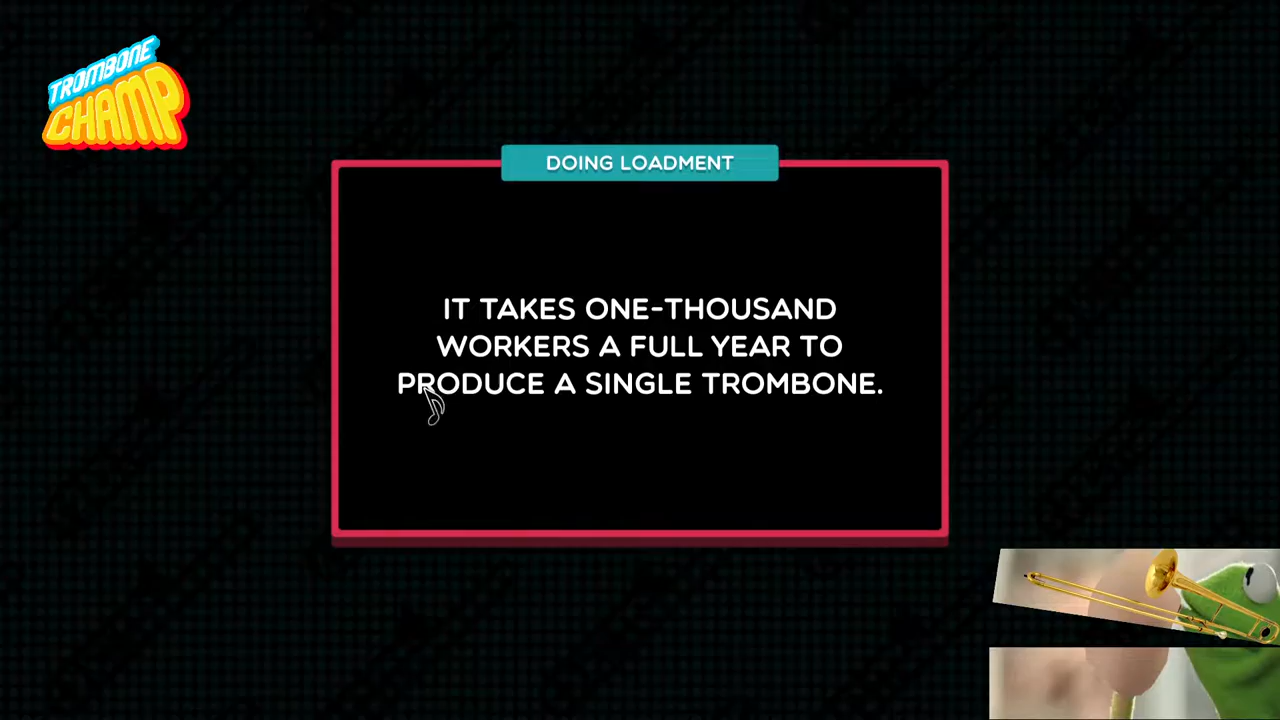 TROMBONE
CHAMP
DOING LOADMENT
IT TAKES ONE-THOUSAND
WORKERS A FULL YEAR TO
PRODUCE A SINGLE TROMBONE.